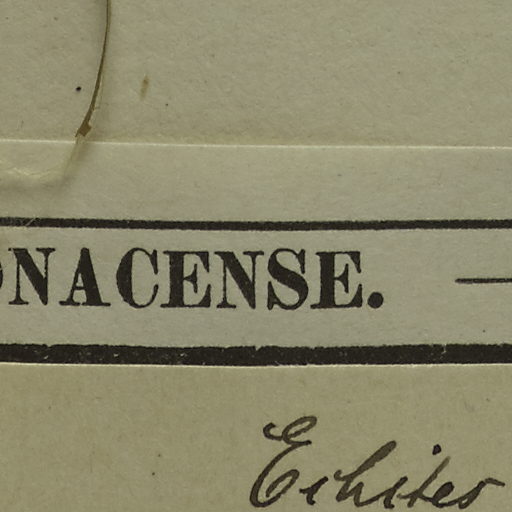 ONACENSE. —
Echites